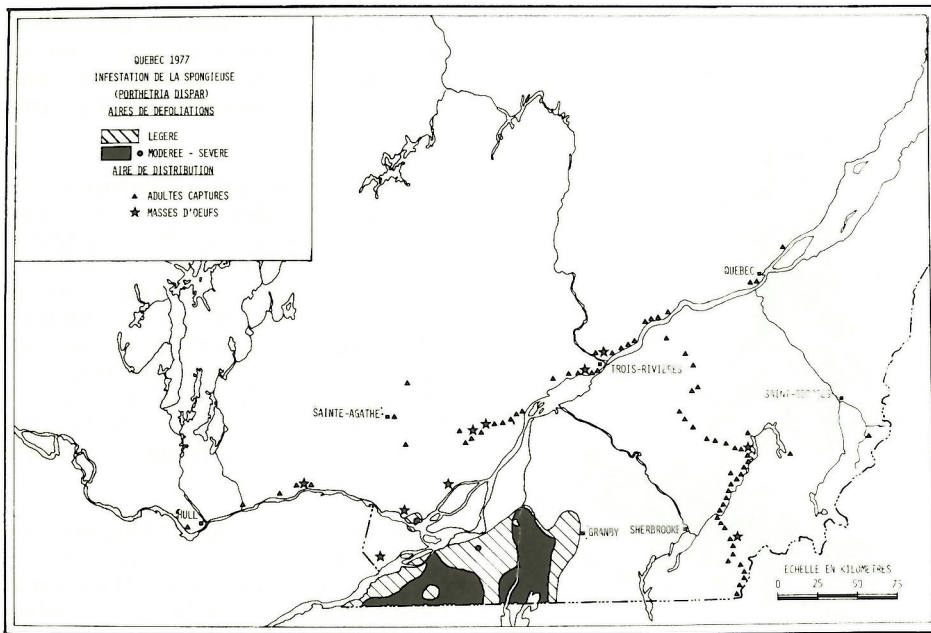 QUEBEC 1977
INFESTATION DE LA SPONGIEUSE
(PORTHETRIA DISPAR)
AIRES DE DEFOLIATIONS
LEGERE
MODEREE - SEVERE
AIRE DE DISTRIBUTION
ADULTES CAPTURES
MASSES D'OEUFS
QUEBEC
TROIS-RIVIERES
SAINTE-AGATHE
HULL
GRANBY
SHERBROOKE
ECHELLE EN KILOMETRES
0 25 50 75